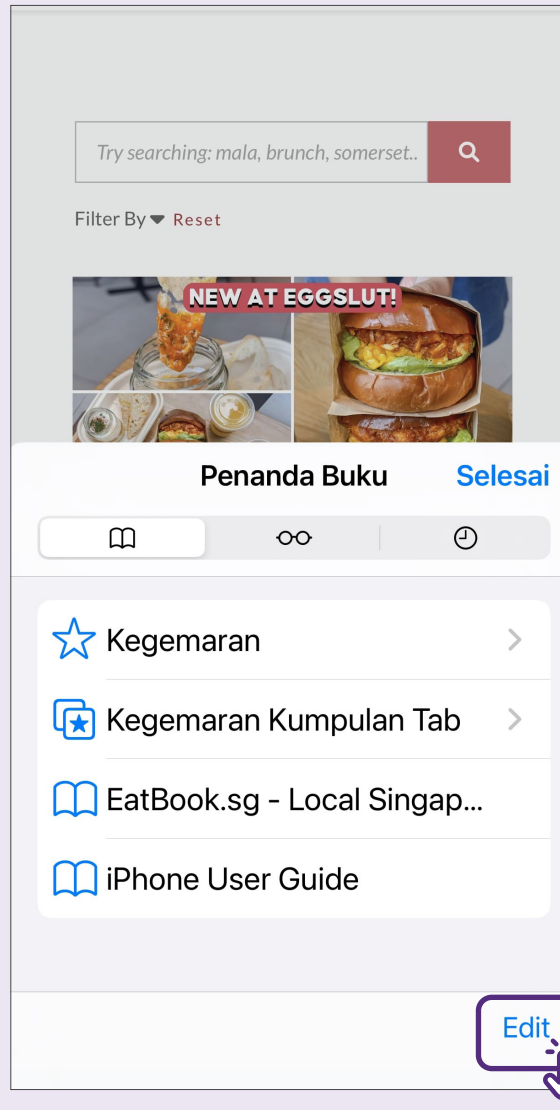 Try searching: mala, brunch, somerset..
Filter By Reset
NEW AT EGGSLUT!
Penanda Buku Selesai
Kegemaran
Kegemaran Kumpulan Tab
EatBook.sg - Local Singap...
iPhone User Guide
Edit